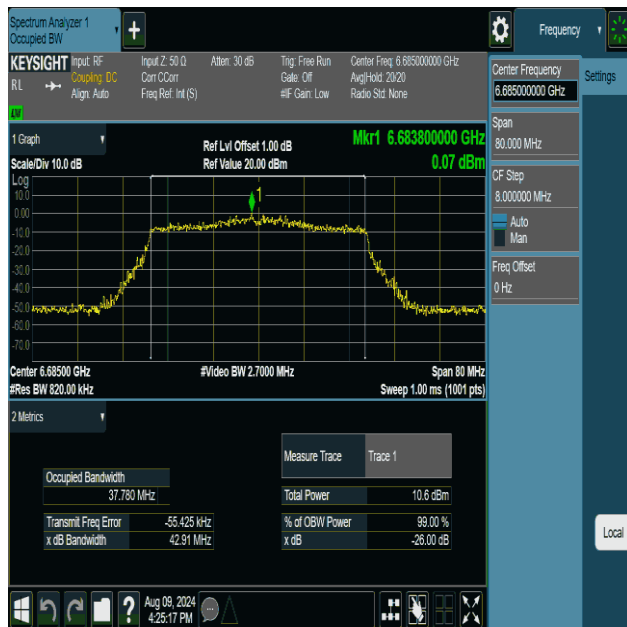 Spectrum Analyzer 1
Occupied BW
+
Frequency
KEYSIGHT Input: RF Input Z: 50 Ω Atten: 30 dB Trig: Free Run Center Freq: 6.685000000 GHz
RL Coupling: DC Corr CCorr Gate: Off Avg|Hold: 20/20
Align: Auto Freq Ref: Int (S) #IF Gain: Low Radio Std: None
Center Frequency
6.685000000 GHz
Settings
Span
80.000 MHz
CF Step
8.000000 MHz
Auto
Man
Freq Offset
0 Hz
1 Graph
Ref Lvl Offset 1.00 dB Mkr1 6.683800000 GHz
Scale/Div 10.0 dB Ref Value 20.00 dBm 0.07 dBm
Log
10.0
0.00
-10.0
-20.0
-30.0
-40.0
-50.0
-60.0
-70.0
1
Center 6.68500 GHz #Video BW 2.7000 MHz Span 80 MHz
#Res BW 820.00 kHz Sweep 1.00 ms (1001 pts)
2 Metrics
Measure Trace Trace 1
Occupied Bandwidth
37.780 MHz
Total Power 10.6 dBm
Transmit Freq Error -55.425 kHz % of OBW Power 99.00 %
x dB Bandwidth 42.91 MHz x dB -26.00 dB
Local
?
Aug 09, 2024
4:25:17 PM